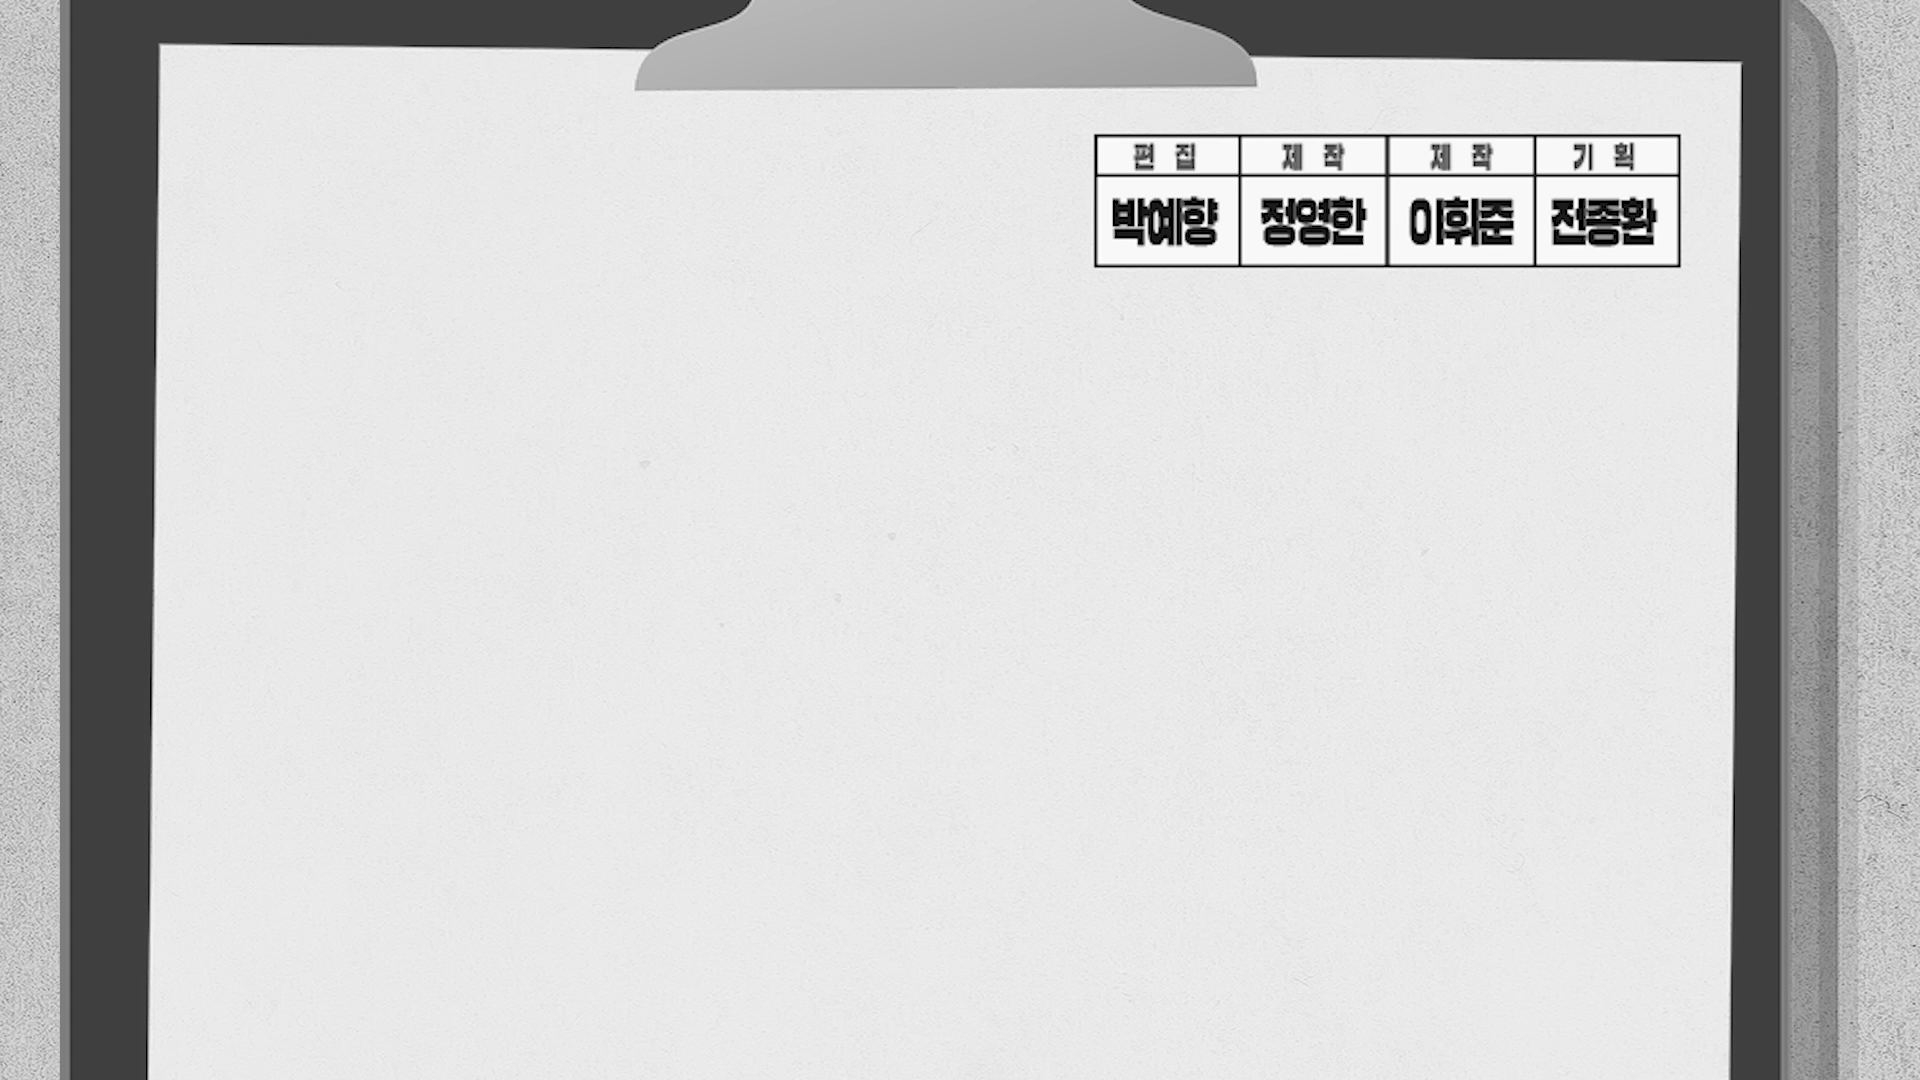 편 집 제 작 제 작 기 획
박예향 정영한 이휘준 전종환